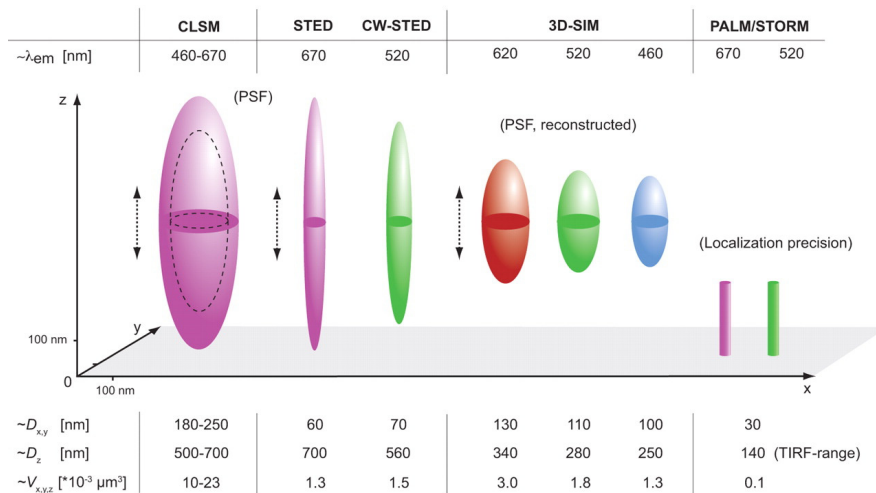 CLSM STED CW-STED 3D-SIM PALM/STORM
~λem [nm] 460-670 670 520 620 520 460 670 520
z
(PSF)
(PSF, reconstructed)
(Localization precision)
y
100 nm
0
100 nm
x
~Dx,y [nm] 180-250 60 70 130 110 100 30
~Dz [nm] 500-700 700 560 340 280 250 140 (TIRF-range)
~Vx,y,z [*10-3 µm3] 10-23 1.3 1.5 3.0 1.8 1.3 0.1